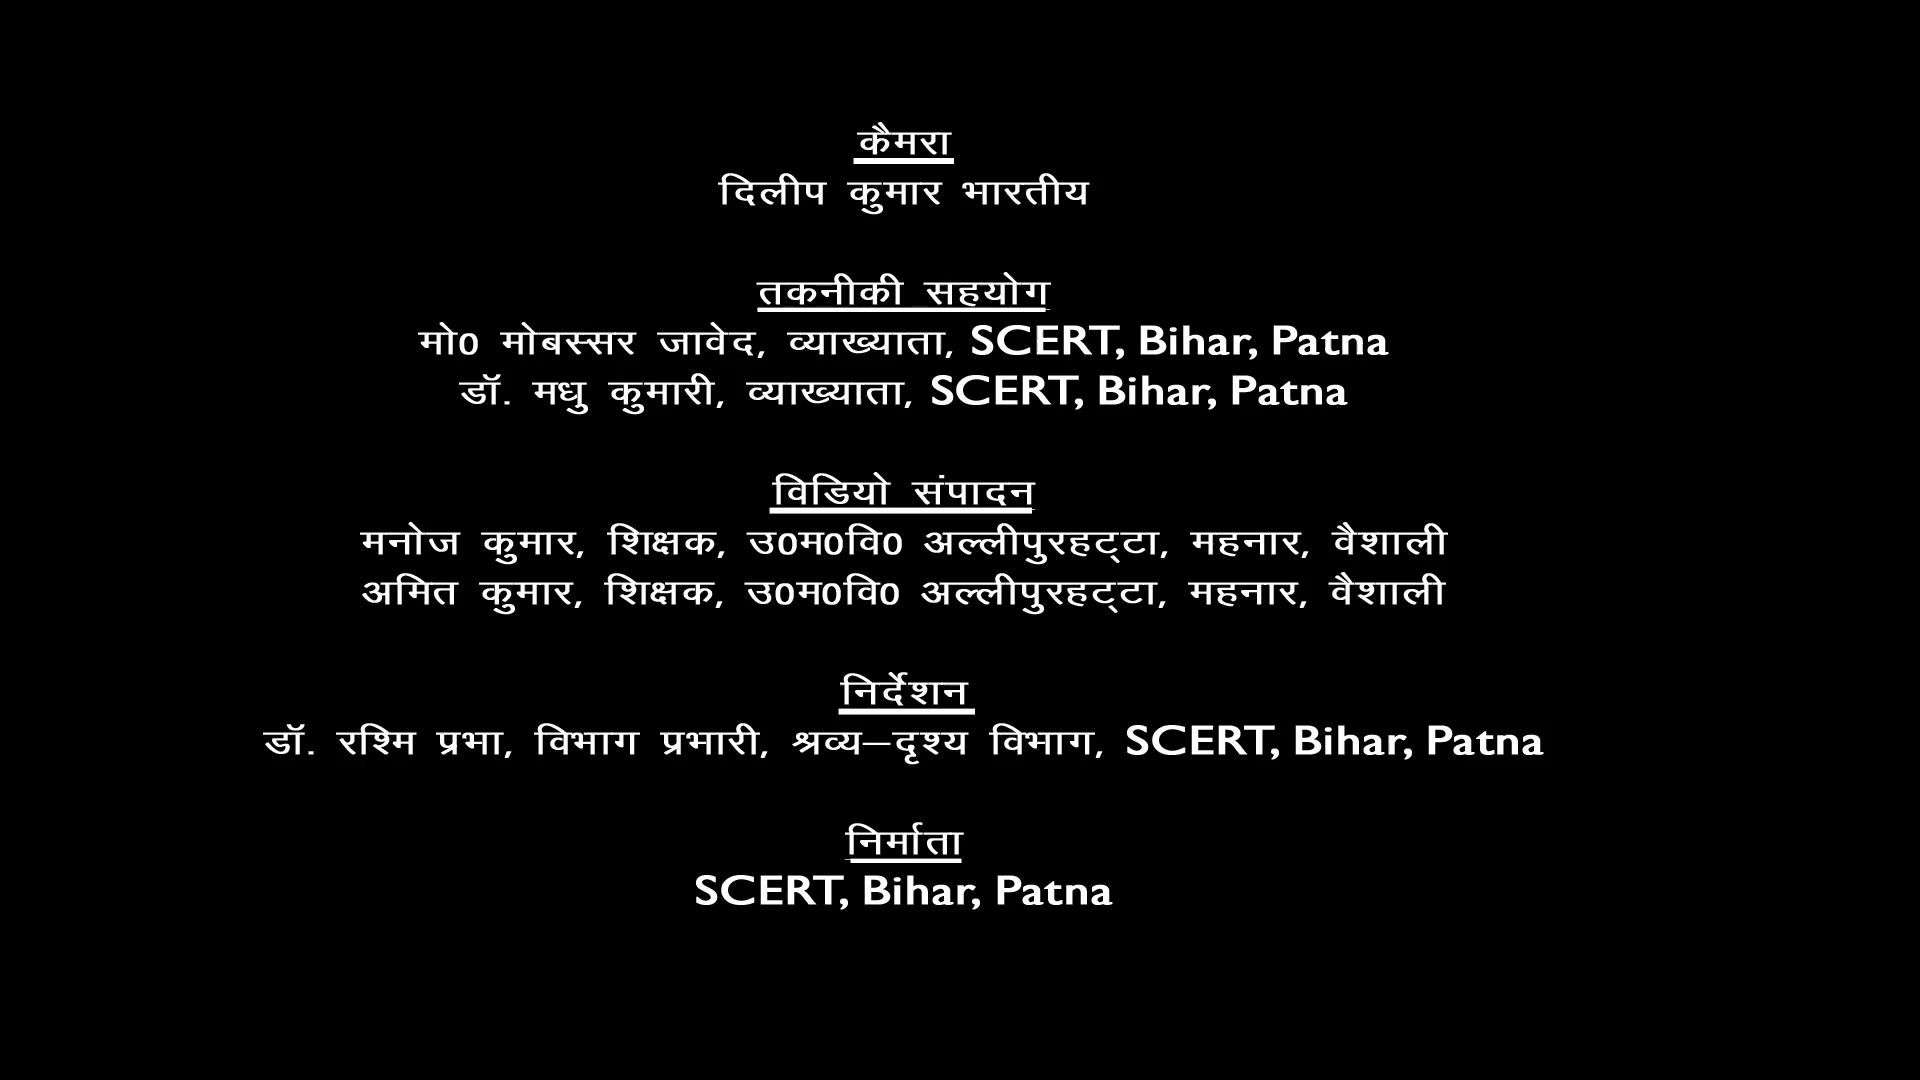 कैमरा
दिलीप कुमार भारतीय
तकनीकी सहयोग
मो0 मोबस्सर जावेद, व्याख्याता, SCERT, Bihar, Patna
डॉ. मधु कुमारी, व्याख्याता, SCERT, Bihar, Patna
विडियो संपादन
मनोज कुमार, शिक्षक, उ0म0वि0 अल्लीपुरहट्टा, महनार, वैशाली
अमित कुमार, शिक्षक, उ0म0वि0 अल्लीपुरहट्टा, महनार, वैशाली
निर्देशन
डॉ. रश्मि प्रभा, विभाग प्रभारी, श्रव्य–दृश्य विभाग, SCERT, Bihar, Patna
निर्माता
SCERT, Bihar, Patna